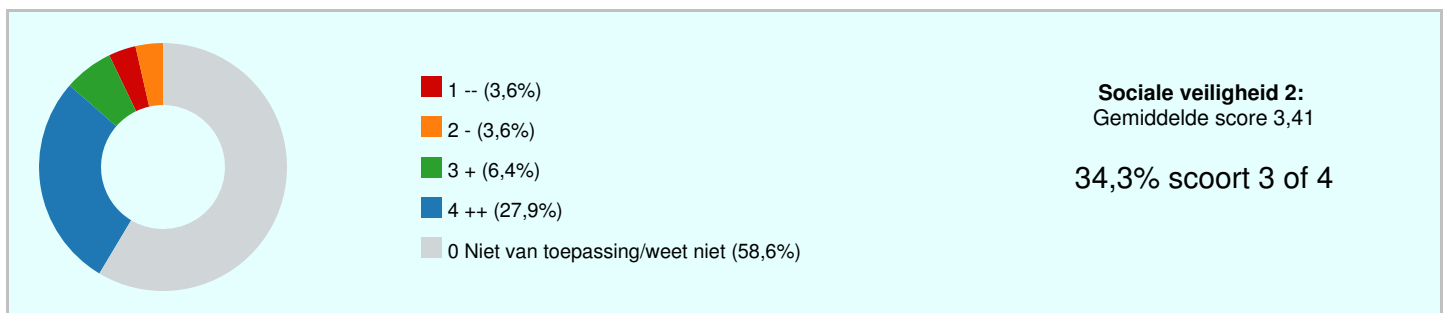 1 -- (3,6%)
2 - (3,6%)
3 + (6,4%)
4 ++ (27,9%)
0 Niet van toepassing/weet niet (58,6%)
Sociale veiligheid 2:
Gemiddelde score 3,41
34,3% scoort 3 of 4